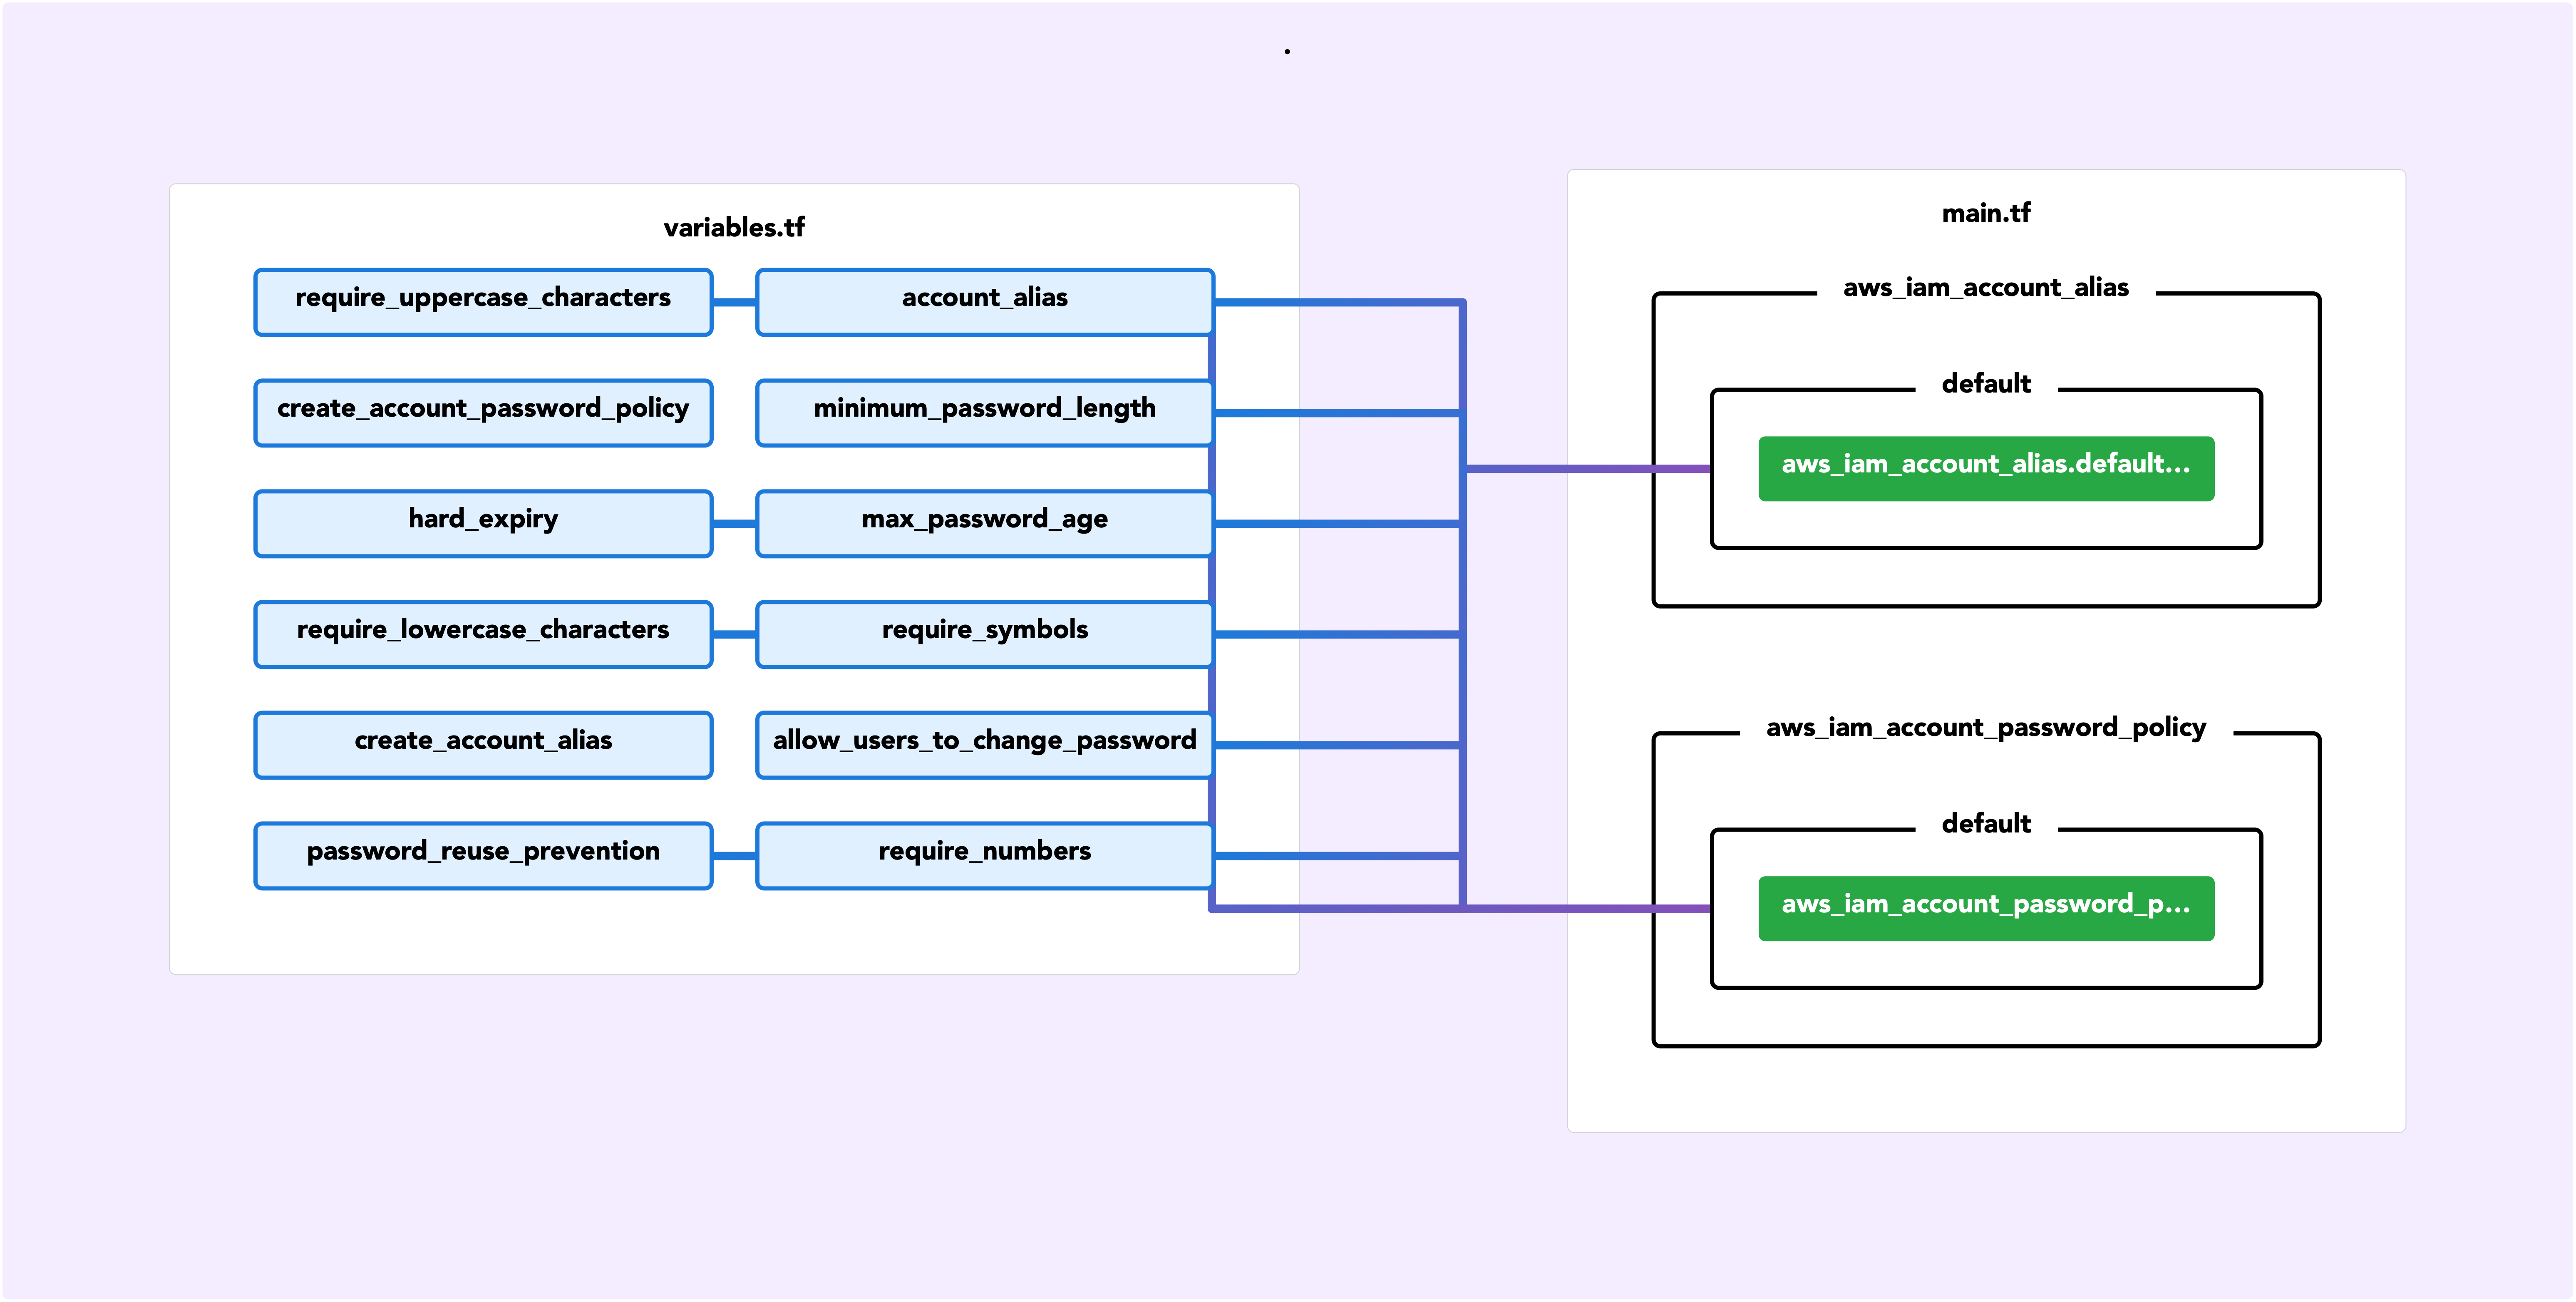 .
variables.tf
require_uppercase_characters
account_alias
create_account_password_policy
minimum_password_length
hard_expiry
max_password_age
require_lowercase_characters
require_symbols
create_account_alias
allow_users_to_change_password
password_reuse_prevention
require_numbers
main.tf
aws_iam_account_alias
default
aws_iam_account_alias.default...
aws_iam_account_password_policy
default
aws_iam_account_password_p...